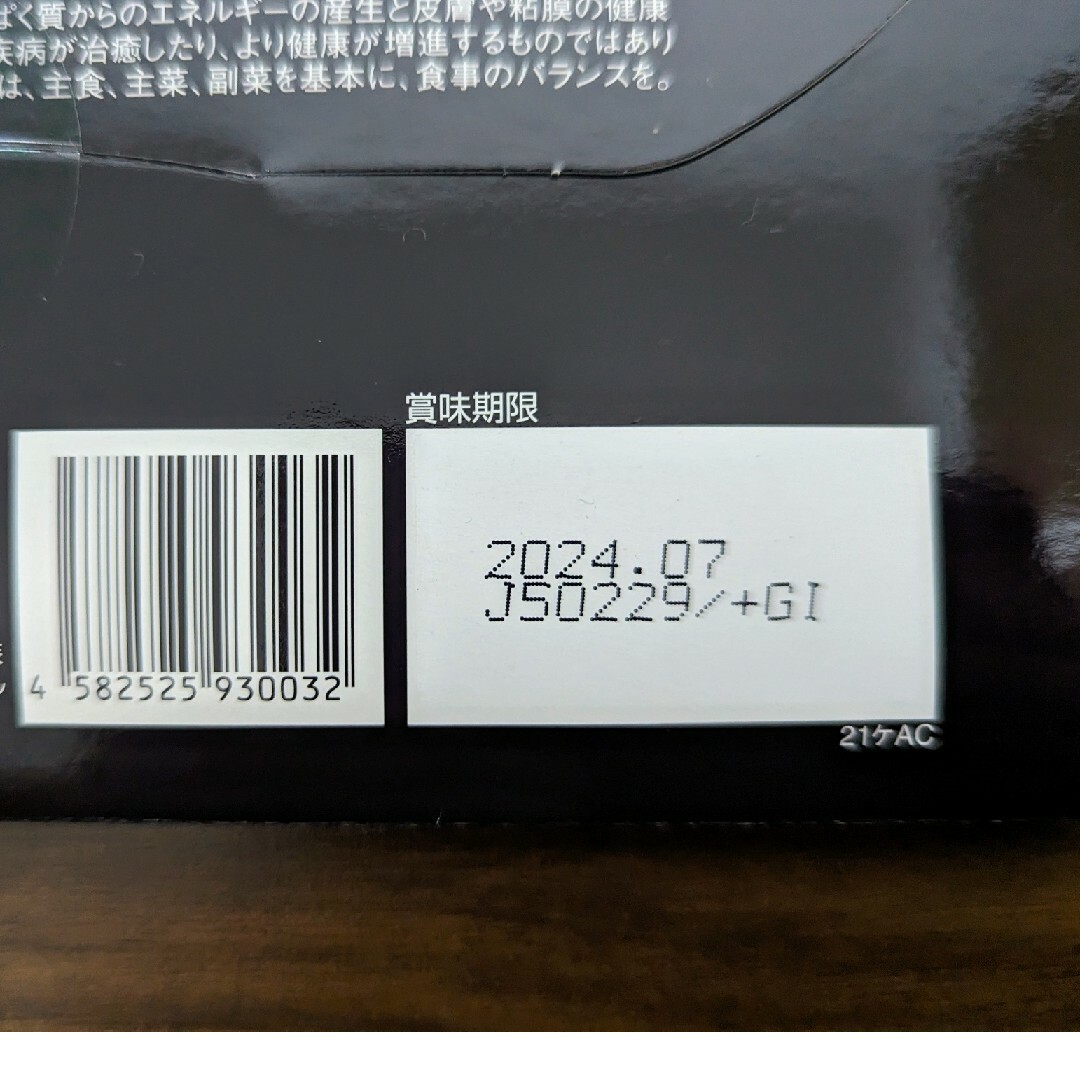 ぱく質からのエネルギーの産生と皮膚や粘膜の健康
疾病が治癒したり、より健康が増進するものではあり
は、主食、主菜、副菜を基本に、食事のバランスを。
賞味期限
2024.07
J50229/+GI
4 582525 930032
21ケAC